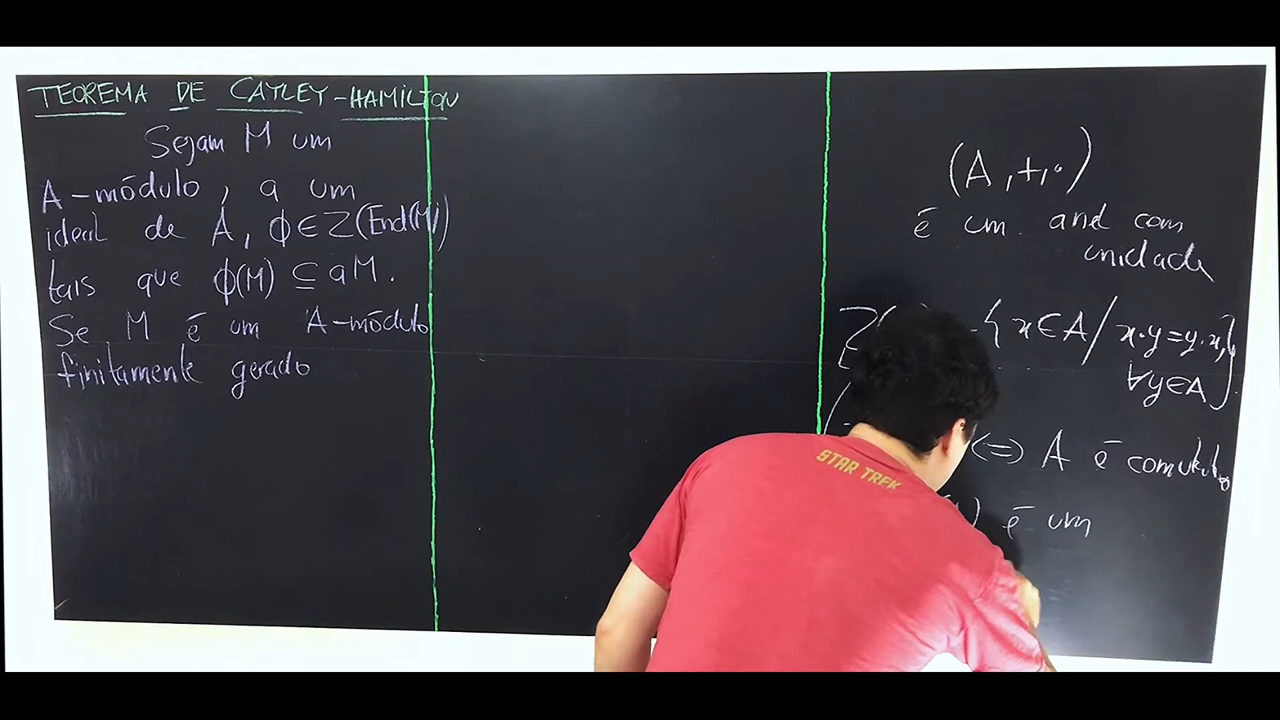 TEOREMA DE CAYLEY-HAMILTON
Sejam M um
A-módulo, a um
ideal de A, ϕ∈Z(End(M))
tais que ϕ(M) ⊆ aM.
Se M é um A-módulo
finitamente gerado
(A,+,·)
é um anel com
unidade
Z( {x∈A/ x·y=y·x,
∀y∈A}.
<=> A é comutativo
) é um
STAR TREK